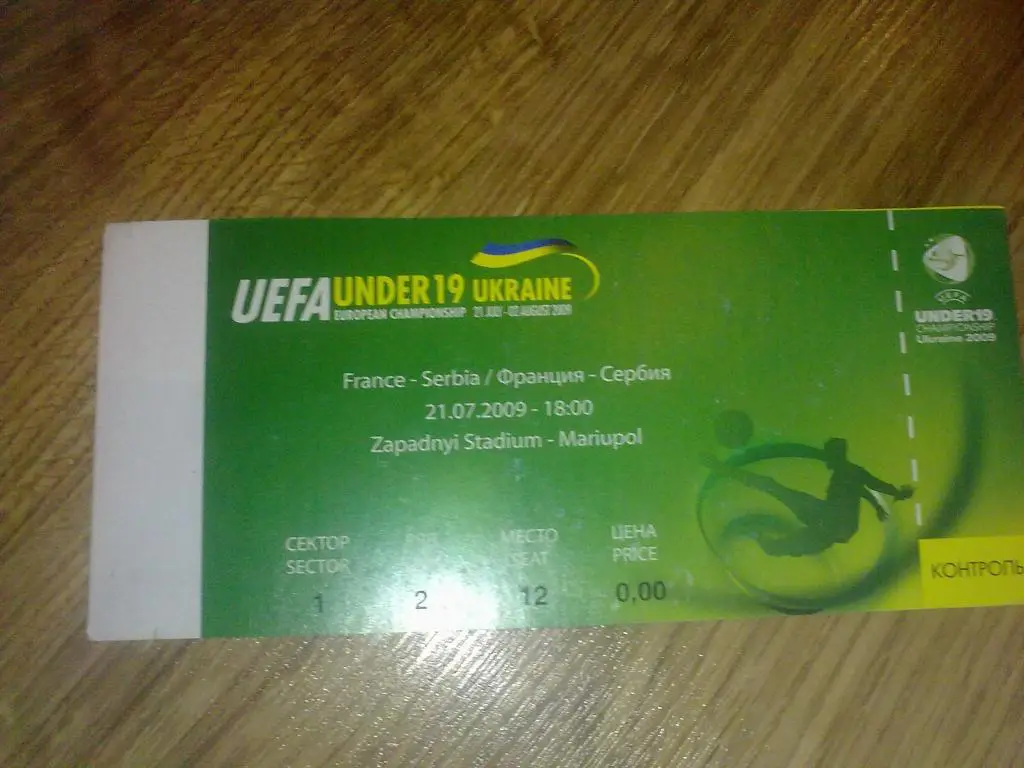 UEFA UNDER 19 UKRAINE
EUROPEAN CHAMPIONSHIP 21 JULY - 02 AUGUST 2009
France - Serbia / Франция - Сербия
21.07.2009 - 18:00
Zapadnyi Stadium - Mariupol
СЕКТОР РЯД МЕСТО ЦЕНА
SECTOR SEAT PRICE
1 2 12 0,00
UEFA
UNDER19
CHAMPIONSHIP
Ukraine 2009
КОНТРОЛЬ